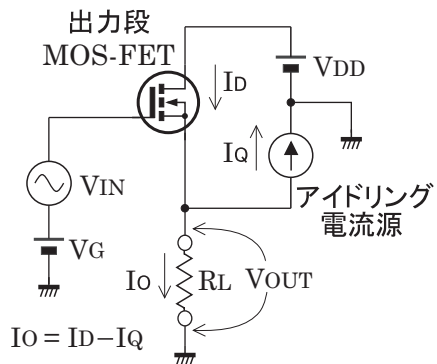 出力段
MOS-FET
ID
VDD
IQ
アイドリング
電流源
VIN
VG
IO
RL
VOUT
IO = ID−IQ